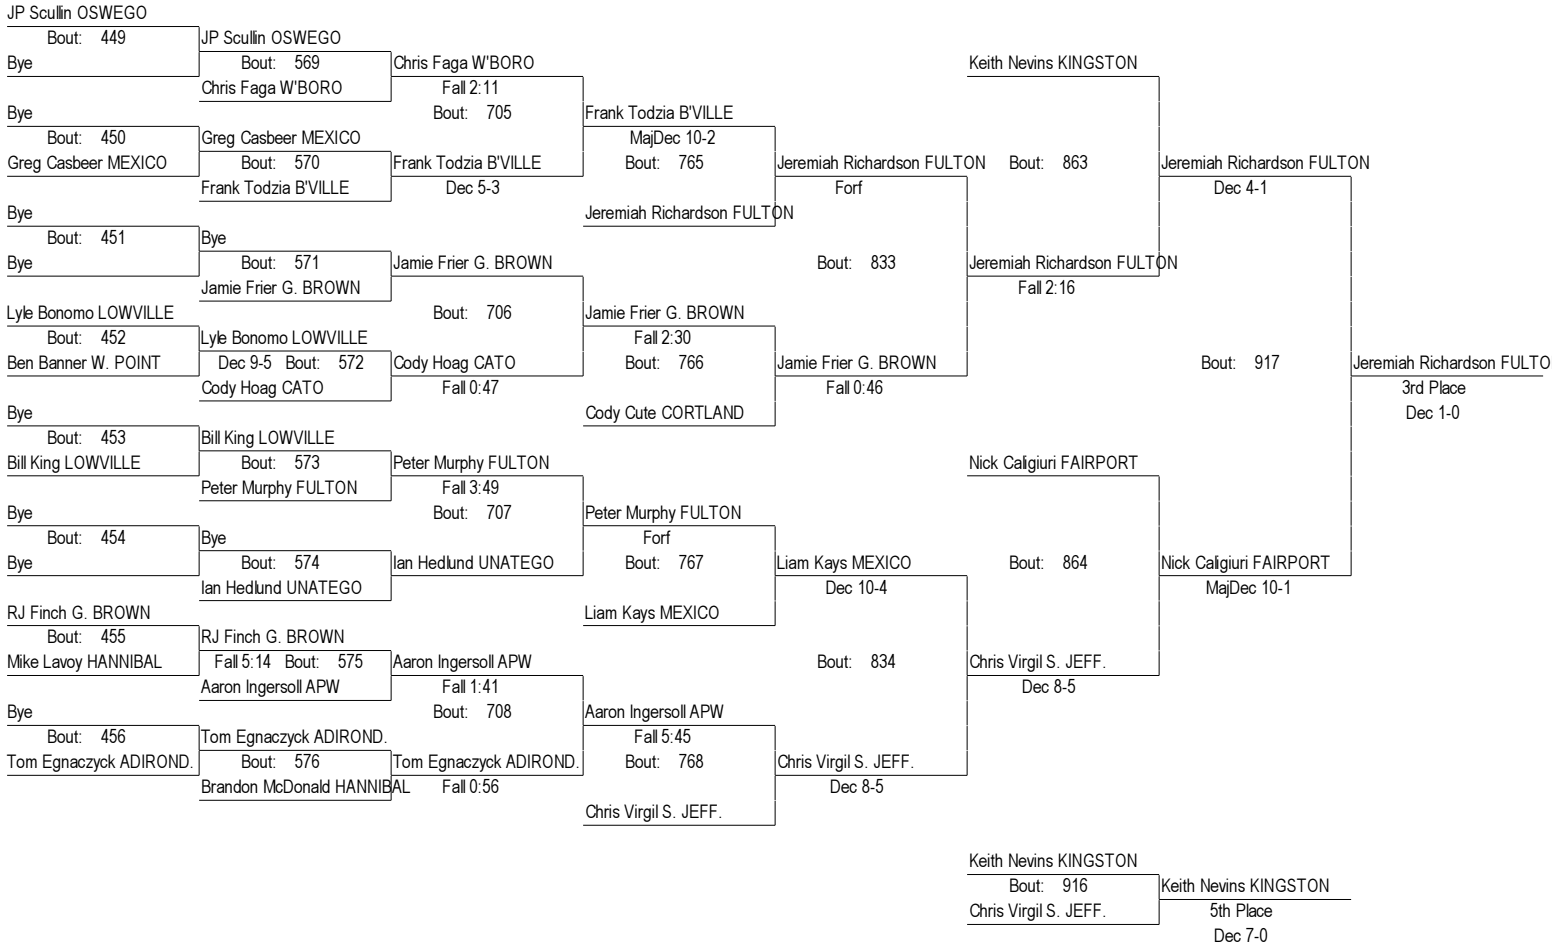 JP Scullin OSWEGO
Bout: 449
Bye
Bye
Bout: 450
Greg Casbeer MEXICO
Bye
Bout: 451
Bye
Lyle Bonomo LOWVILLE
Bout: 452
Ben Banner W. POINT
Bye
Bout: 453
Bill King LOWVILLE
Bye
Bout: 454
Bye
RJ Finch G. BROWN
Bout: 455
Mike Lavoy HANNIBAL
Bye
Bout: 456
Tom Egnaczyck ADIROND.
JP Scullin OSWEGO
Bout: 569
Chris Faga W'BORO
Greg Casbeer MEXICO
Bout: 570
Frank Todzia B'VILLE
Bye
Bout: 571
Jamie Frier G. BROWN
Lyle Bonomo LOWVILLE
Dec 9-5 Bout: 572
Cody Hoag CATO
Bill King LOWVILLE
Bout: 573
Peter Murphy FULTON
Bye
Bout: 574
Ian Hedlund UNATEGO
RJ Finch G. BROWN
Fall 5:14 Bout: 575
Aaron Ingersoll APW
Tom Egnaczyck ADIROND.
Bout: 576
Brandon McDonald HANNIBAL
Chris Faga W'BORO
Fall 2:11
Bout: 705
Frank Todzia B'VILLE
Dec 5-3
Jamie Frier G. BROWN
Bout: 706
Cody Hoag CATO
Fall 0:47
Peter Murphy FULTON
Fall 3:49
Bout: 707
Ian Hedlund UNATEGO
Aaron Ingersoll APW
Fall 1:41
Bout: 708
Tom Egnaczyck ADIROND.
Fall 0:56
Frank Todzia B'VILLE
MajDec 10-2
Bout: 765
Jeremiah Richardson FULTON
Jamie Frier G. BROWN
Fall 2:30
Bout: 766
Cody Cute CORTLAND
Peter Murphy FULTON
Forf
Bout: 767
Liam Kays MEXICO
Aaron Ingersoll APW
Fall 5:45
Bout: 768
Chris Virgil S. JEFF.
Jeremiah Richardson FULTON
Forf
Bout: 833
Jamie Frier G. BROWN
Fall 0:46
Liam Kays MEXICO
Dec 10-4
Bout: 834
Chris Virgil S. JEFF.
Dec 8-5
Keith Nevins KINGSTON
Bout: 863
Jeremiah Richardson FULTON
Fall 2:16
Nick Caligiuri FAIRPORT
Bout: 864
Chris Virgil S. JEFF.
Dec 8-5
Jeremiah Richardson FULTON
Dec 4-1
Bout: 917
Nick Caligiuri FAIRPORT
MajDec 10-1
Jeremiah Richardson FULTO
3rd Place
Dec 1-0
Keith Nevins KINGSTON
Bout: 916
Chris Virgil S. JEFF.
Keith Nevins KINGSTON
5th Place
Dec 7-0